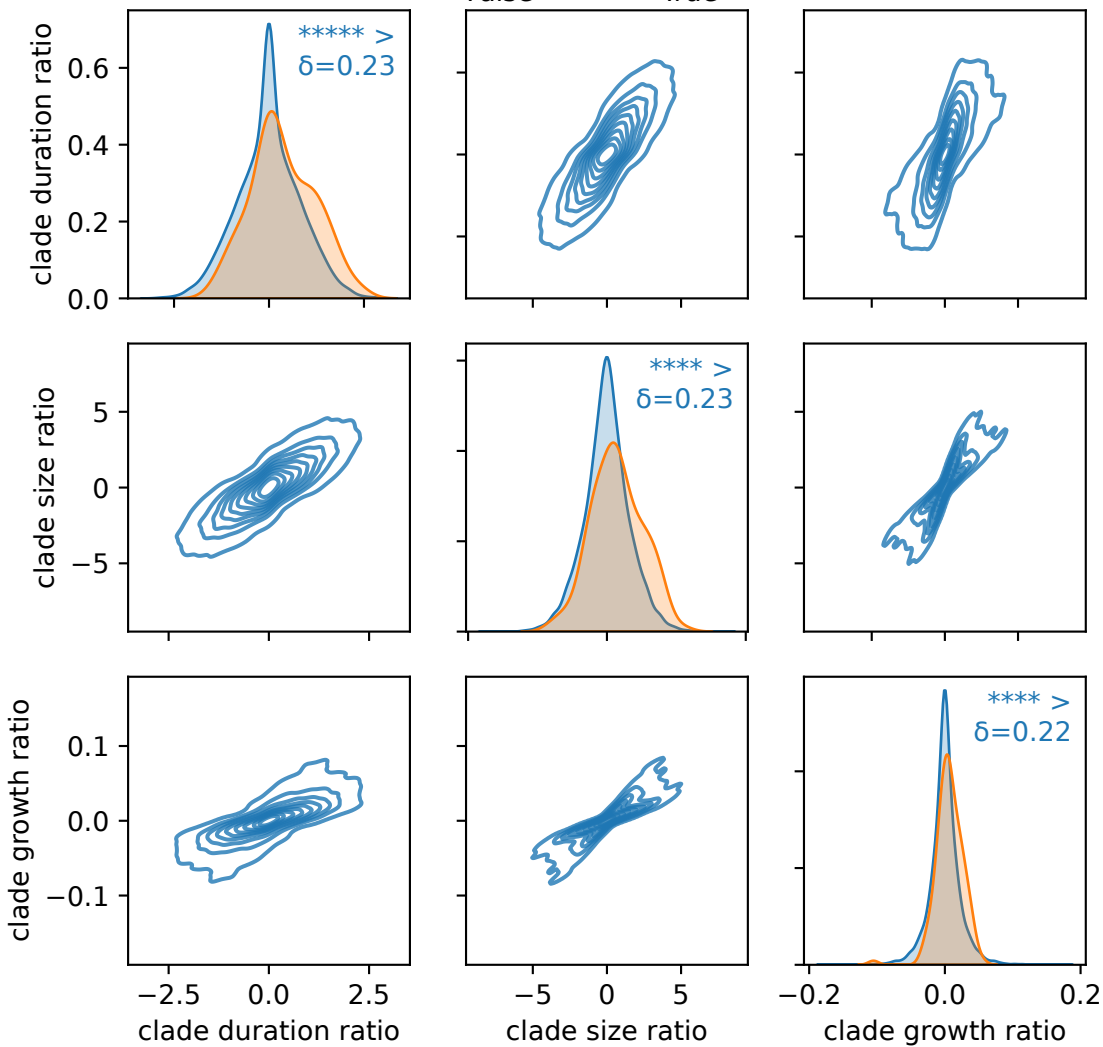 ***** >
δ=0.23
clade duration ratio
0.6
0.4
0.2
0.0
**** >
δ=0.23
clade size ratio
5
0
−5
**** >
δ=0.22
clade growth ratio
0.1
0.0
−0.1
−2.5 0.0 2.5
−5 0 5
−0.2 0.0 0.2
clade duration ratio
clade size ratio
clade growth ratio